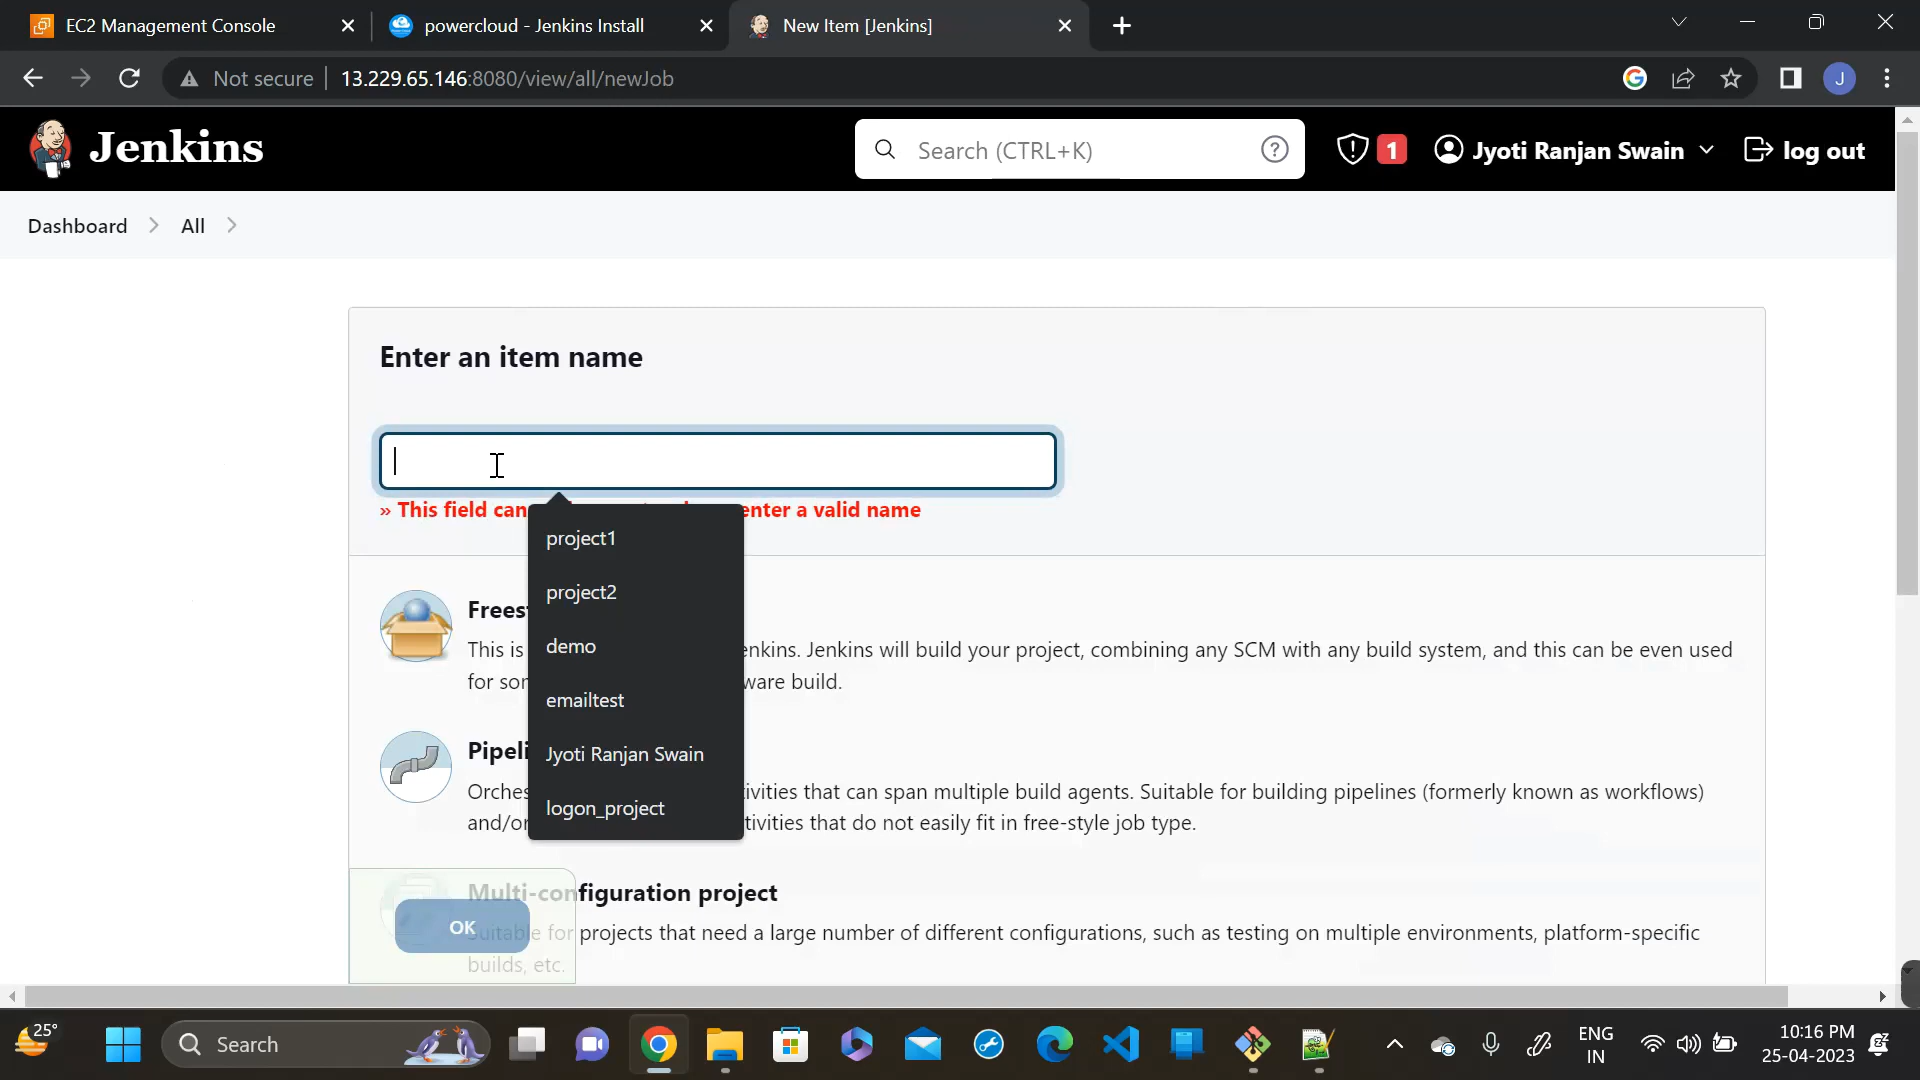 EC2 Management Console
powercloud - Jenkins Install
New Item [Jenkins]
Not secure
13.229.65.146:8080/view/all/newJob
J
Jenkins
Search (CTRL+K)
1
Jyoti Ranjan Swain
log out
Dashboard
All
Enter an item name
» This field can enter a valid name
project1
project2
demo
emailtest
Jyoti Ranjan Swain
logon_project
Frees
This is enkins. Jenkins will build your project, combining any SCM with any build system, and this can be even used
for sor ware build.
Pipeli
Orches ivities that can span multiple build agents. Suitable for building pipelines (formerly known as workflows)
and/or tivities that do not easily fit in free-style job type.
Multi-configuration project
Suitable for projects that need a large number of different configurations, such as testing on multiple environments, platform-specific
builds, etc.
OK
25°
Search
ENG
IN
10:16 PM
25-04-2023